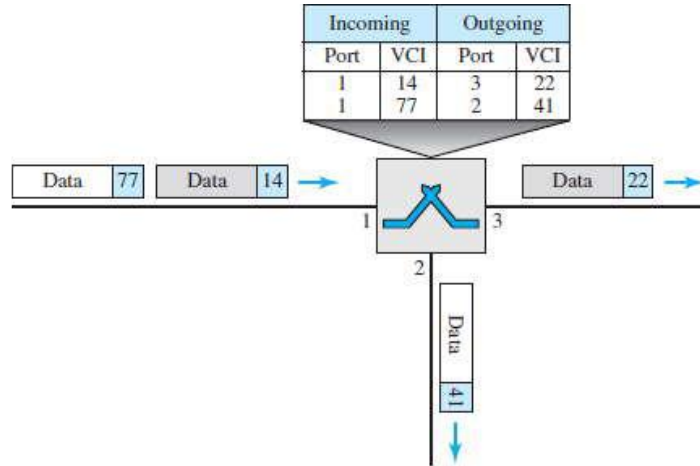 Incoming Outgoing
Port VCI Port VCI
1 14 3 22
1 77 2 41
Data 77 Data 14 Data 22
1 3
2
Data 41